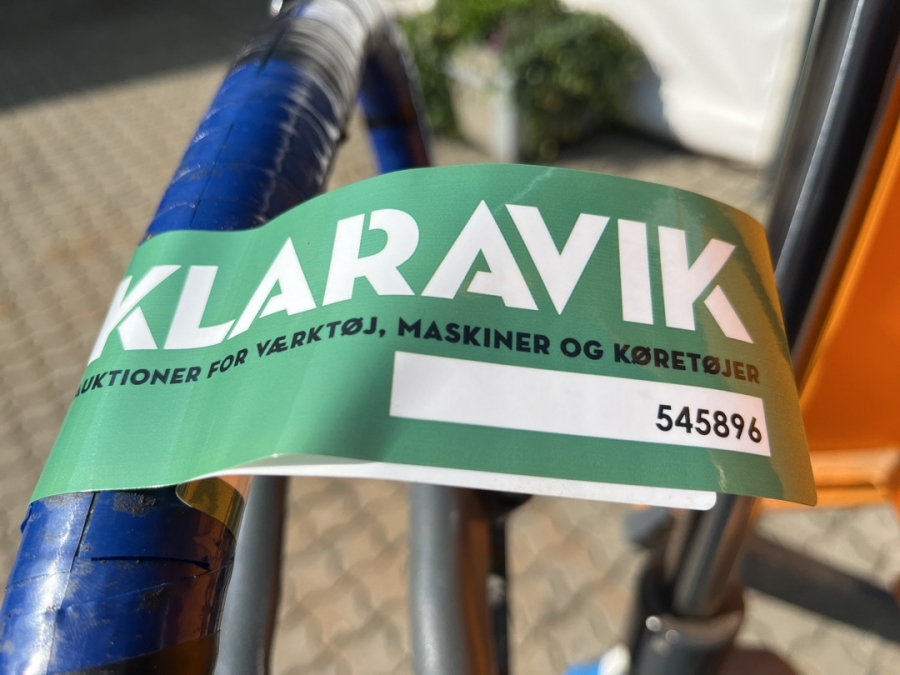 KLARAVIK
AUKTIONER FOR VÆRKTØJ, MASKINER OG KØRETØJER
545896